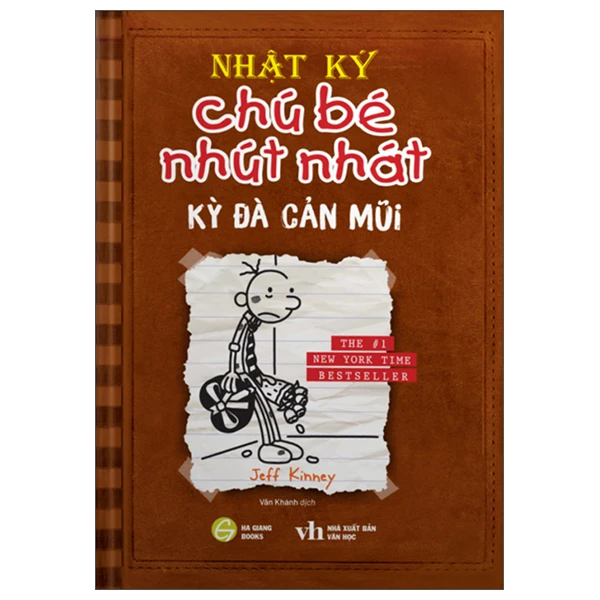 NHẬT KÝ
chú bé
nhút nhát
KỲ ĐÀ CẢN MŨi
THE #1
NEW YORK TIME
BESTSELLER
Jeff Kinney
Văn Khánh dịch
HA GIANG
BOOKS
vh
NHÀ XUẤT BẢN
VĂN HỌC